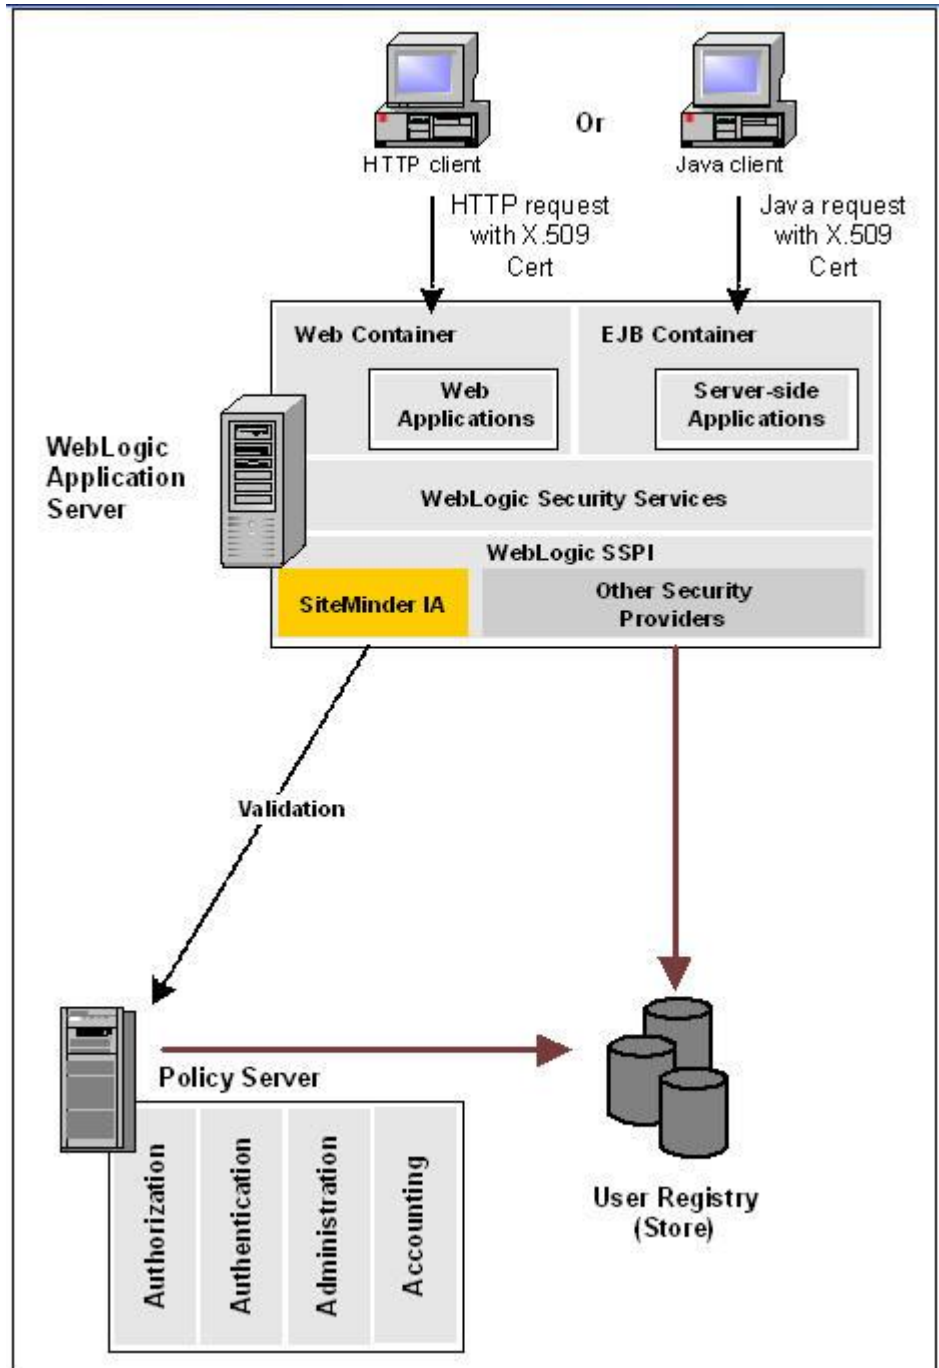 Or
HTTP client
Java client
HTTP request
with X.509
Cert
Java request
with X.509
Cert
Web Container
EJB Container
Web
Applications
Server-side
Applications
WebLogic
Application
Server
WebLogic Security Services
WebLogic SSPI
SiteMinder IA
Other Security
Providers
Validation
Policy Server
Authorization
Authentication
Administration
Accounting
User Registry
(Store)